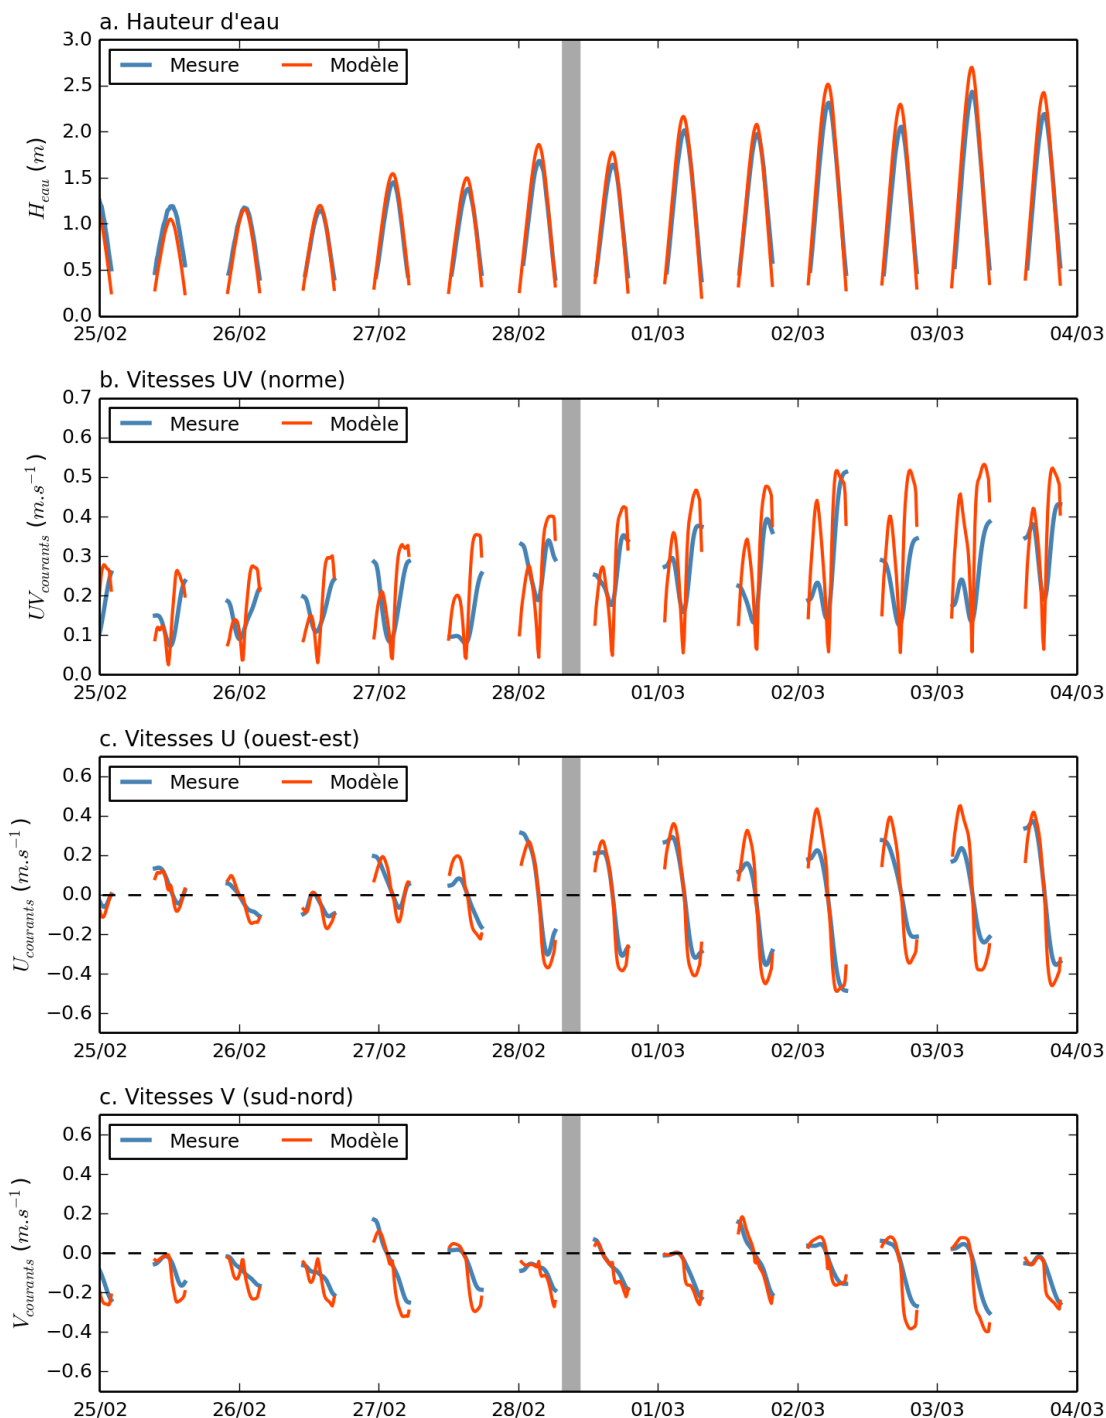 a. Hauteur d'eau
3.0
2.5
2.0
1.5
1.0
0.5
0.0
H_eau (m)
Mesure Modèle
25/02 26/02 27/02 28/02 01/03 02/03 03/03 04/03
b. Vitesses UV (norme)
0.7
0.6
0.5
0.4
0.3
0.2
0.1
0.0
UV_courants (m.s⁻¹)
Mesure Modèle
25/02 26/02 27/02 28/02 01/03 02/03 03/03 04/03
c. Vitesses U (ouest-est)
0.6
0.4
0.2
0.0
−0.2
−0.4
−0.6
U_courants (m.s⁻¹)
Mesure Modèle
25/02 26/02 27/02 28/02 01/03 02/03 03/03 04/03
c. Vitesses V (sud-nord)
0.6
0.4
0.2
0.0
−0.2
−0.4
−0.6
V_courants (m.s⁻¹)
Mesure Modèle
25/02 26/02 27/02 28/02 01/03 02/03 03/03 04/03